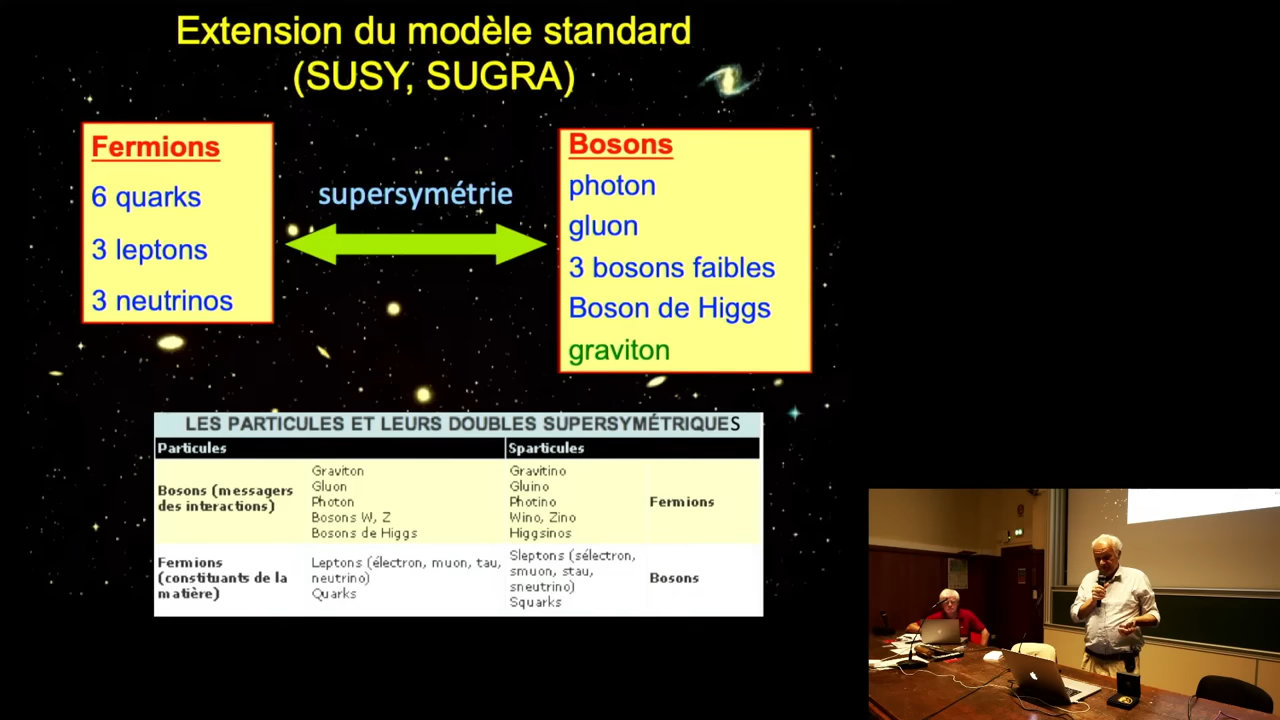 Extension du modèle standard
(SUSY, SUGRA)
Fermions
6 quarks
3 leptons
3 neutrinos
supersymétrie
Bosons
photon
gluon
3 bosons faibles
Boson de Higgs
graviton
LES PARTICULES ET LEURS DOUBLES SUPERSYMÉTRIQUES
Particules
Sparticules
Bosons (messagers
des interactions)
Graviton
Gluon
Photon
Bosons W, Z
Bosons de Higgs
Gravitino
Gluino
Photino
Wino, Zino
Higgsinos
Fermions
Fermions
(constituants de la
matière)
Leptons (électron, muon, tau,
neutrino)
Quarks
Sleptons (sélectron,
smuon, stau,
sneutrino)
Squarks
Bosons